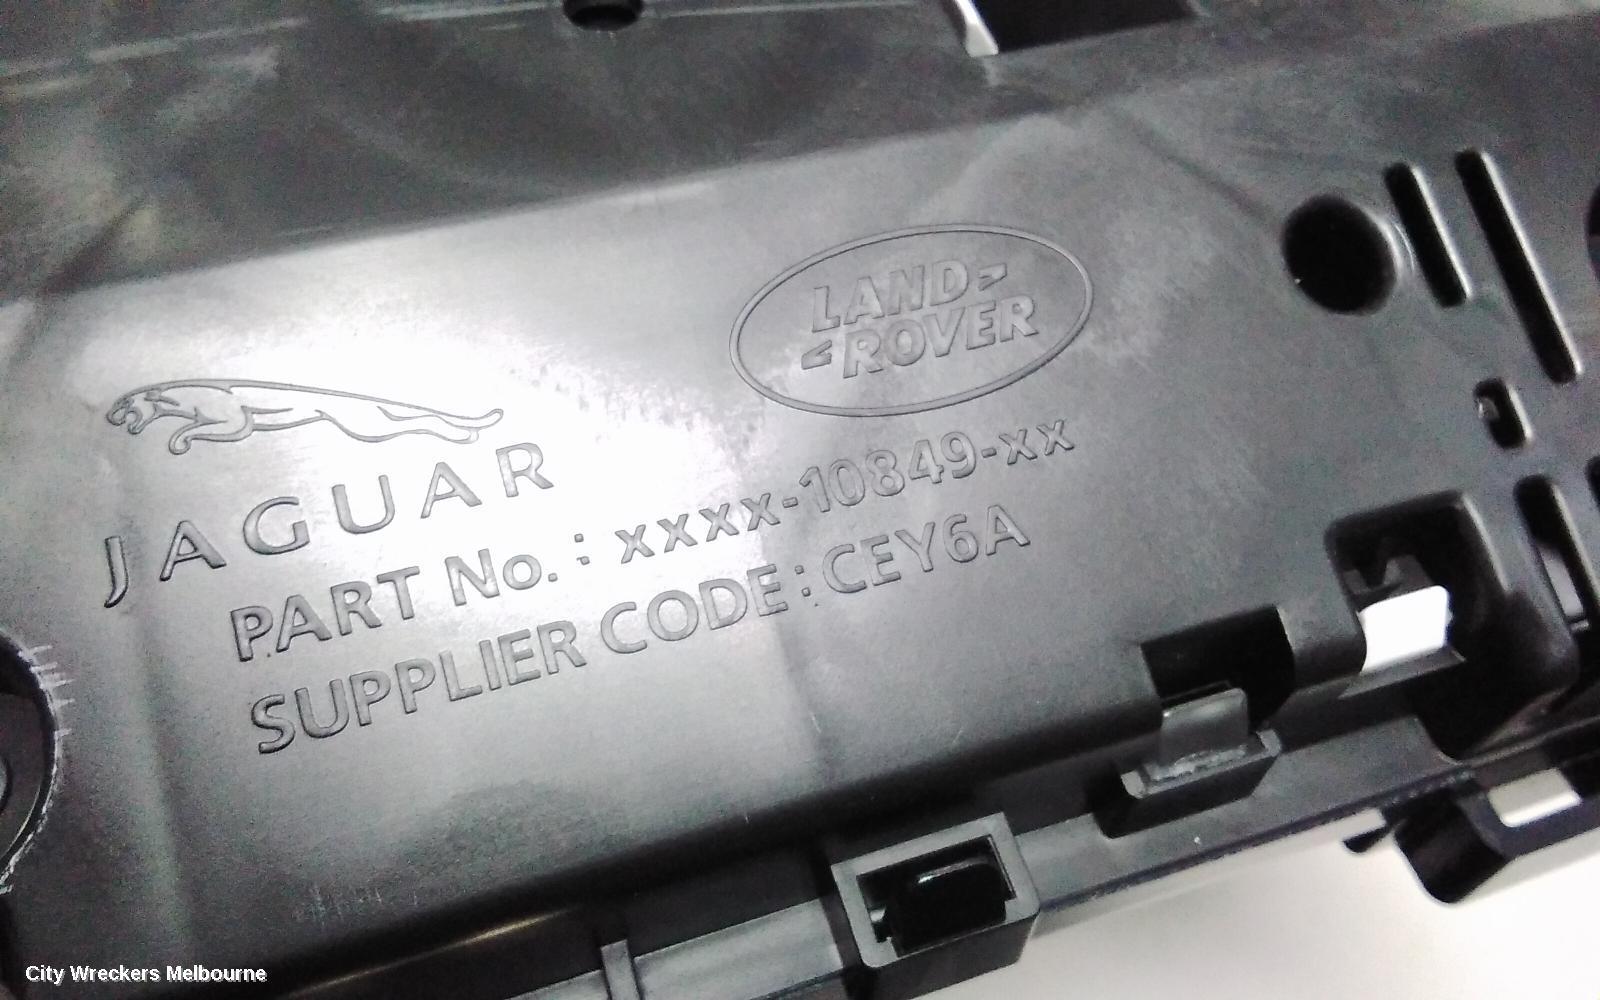 LAND
ROVER
JAGUAR
PART No. : xxxx-10849-xx
SUPPLIER CODE : CEY6A
City Wreckers Melbourne